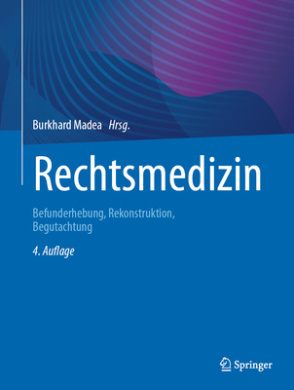 Burkhard Madea Hrsg.
Rechtsmedizin
Befunderhebung, Rekonstruktion,
Begutachtung
4. Auflage
Springer